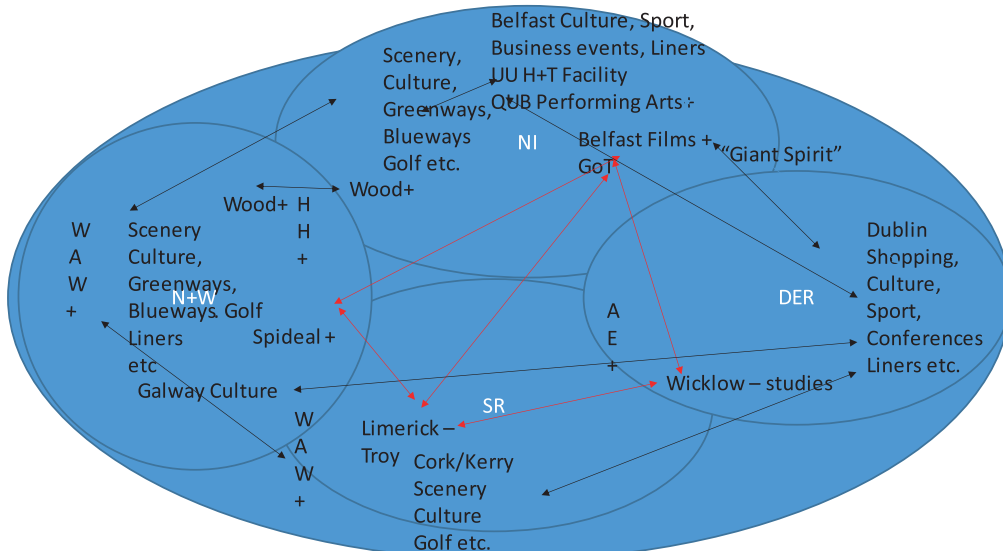 Belfast Culture, Sport,
Business events, Liners
UU H+T Facility
QUB Performing Arts +
Scenery,
Culture,
Greenways,
Blueways
Golf etc.
NI
Belfast Films +
GoT
"Giant Spirit"
Wood+
Wood+
H
H
+
W
A
W
+
Scenery
Culture,
Greenways,
Blueways. Golf
Liners
etc
N+W
Spideal +
Galway Culture
W
A
W
+
A
E
+
DER
Dublin
Shopping,
Culture,
Sport,
Conferences
Liners etc.
Wicklow – studies
SR
Limerick –
Troy
Cork/Kerry
Scenery
Culture
Golf etc.